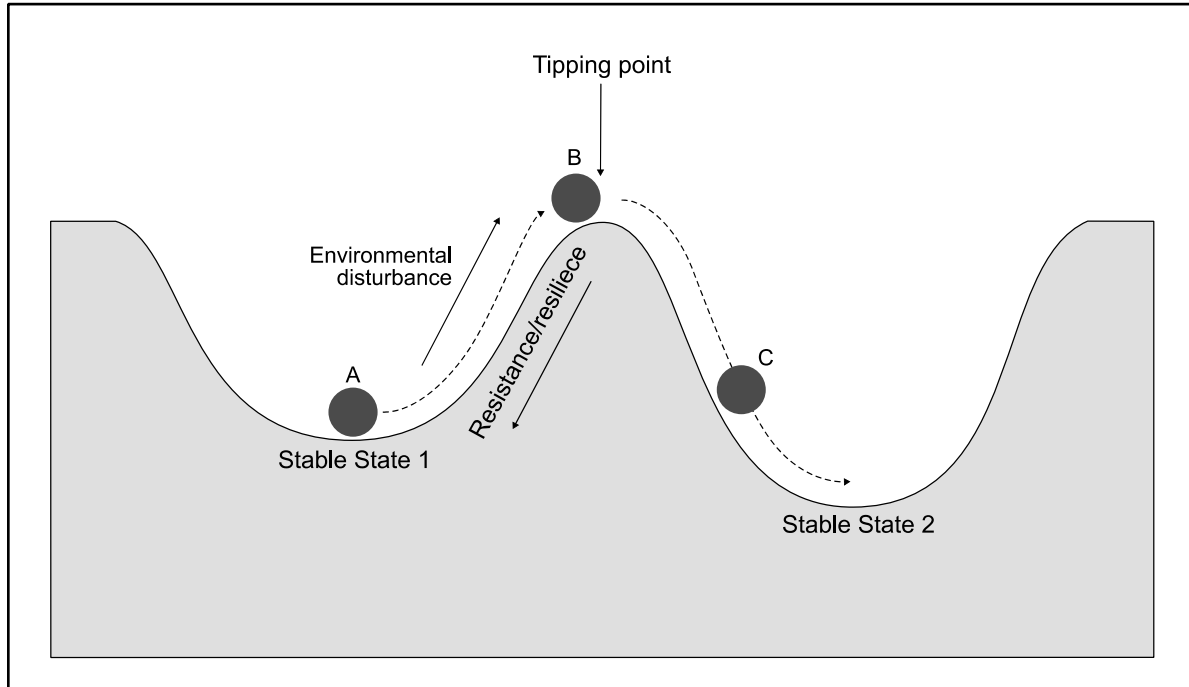 Tipping point
B
Environmental
disturbance
Resistance/resiliece
A
C
Stable State 1
Stable State 2